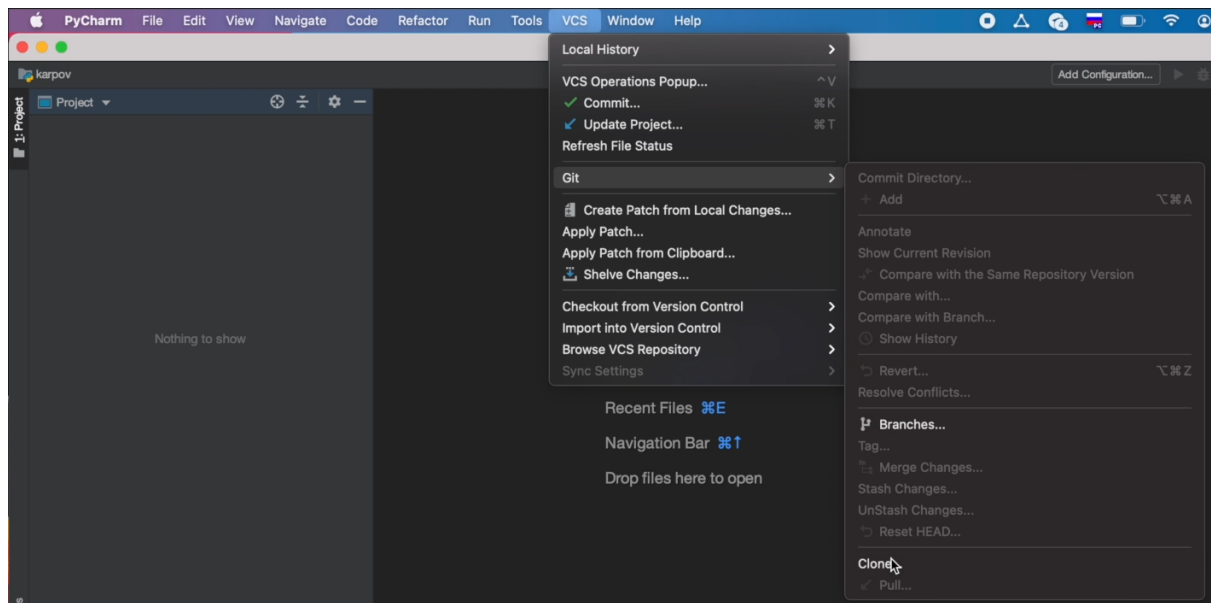 PyCharm File Edit View Navigate Code Refactor Run Tools VCS Window Help
karpov
Add Configuration...
1: Project
Project
Nothing to show
Local History
VCS Operations Popup... ^V
Commit... ⌘K
Update Project... ⌘T
Refresh File Status
Git
Create Patch from Local Changes...
Apply Patch...
Apply Patch from Clipboard...
Shelve Changes...
Checkout from Version Control
Import into Version Control
Browse VCS Repository
Sync Settings
Recent Files ⌘E
Navigation Bar ⌘↑
Drop files here to open
Commit Directory...
+ Add ⌥⌘A
Annotate
Show Current Revision
Compare with the Same Repository Version
Compare with...
Compare with Branch...
Show History
Revert... ⌥⌘Z
Resolve Conflicts...
Branches...
Tag...
Merge Changes...
Stash Changes...
UnStash Changes...
Reset HEAD...
Clone
Pull...